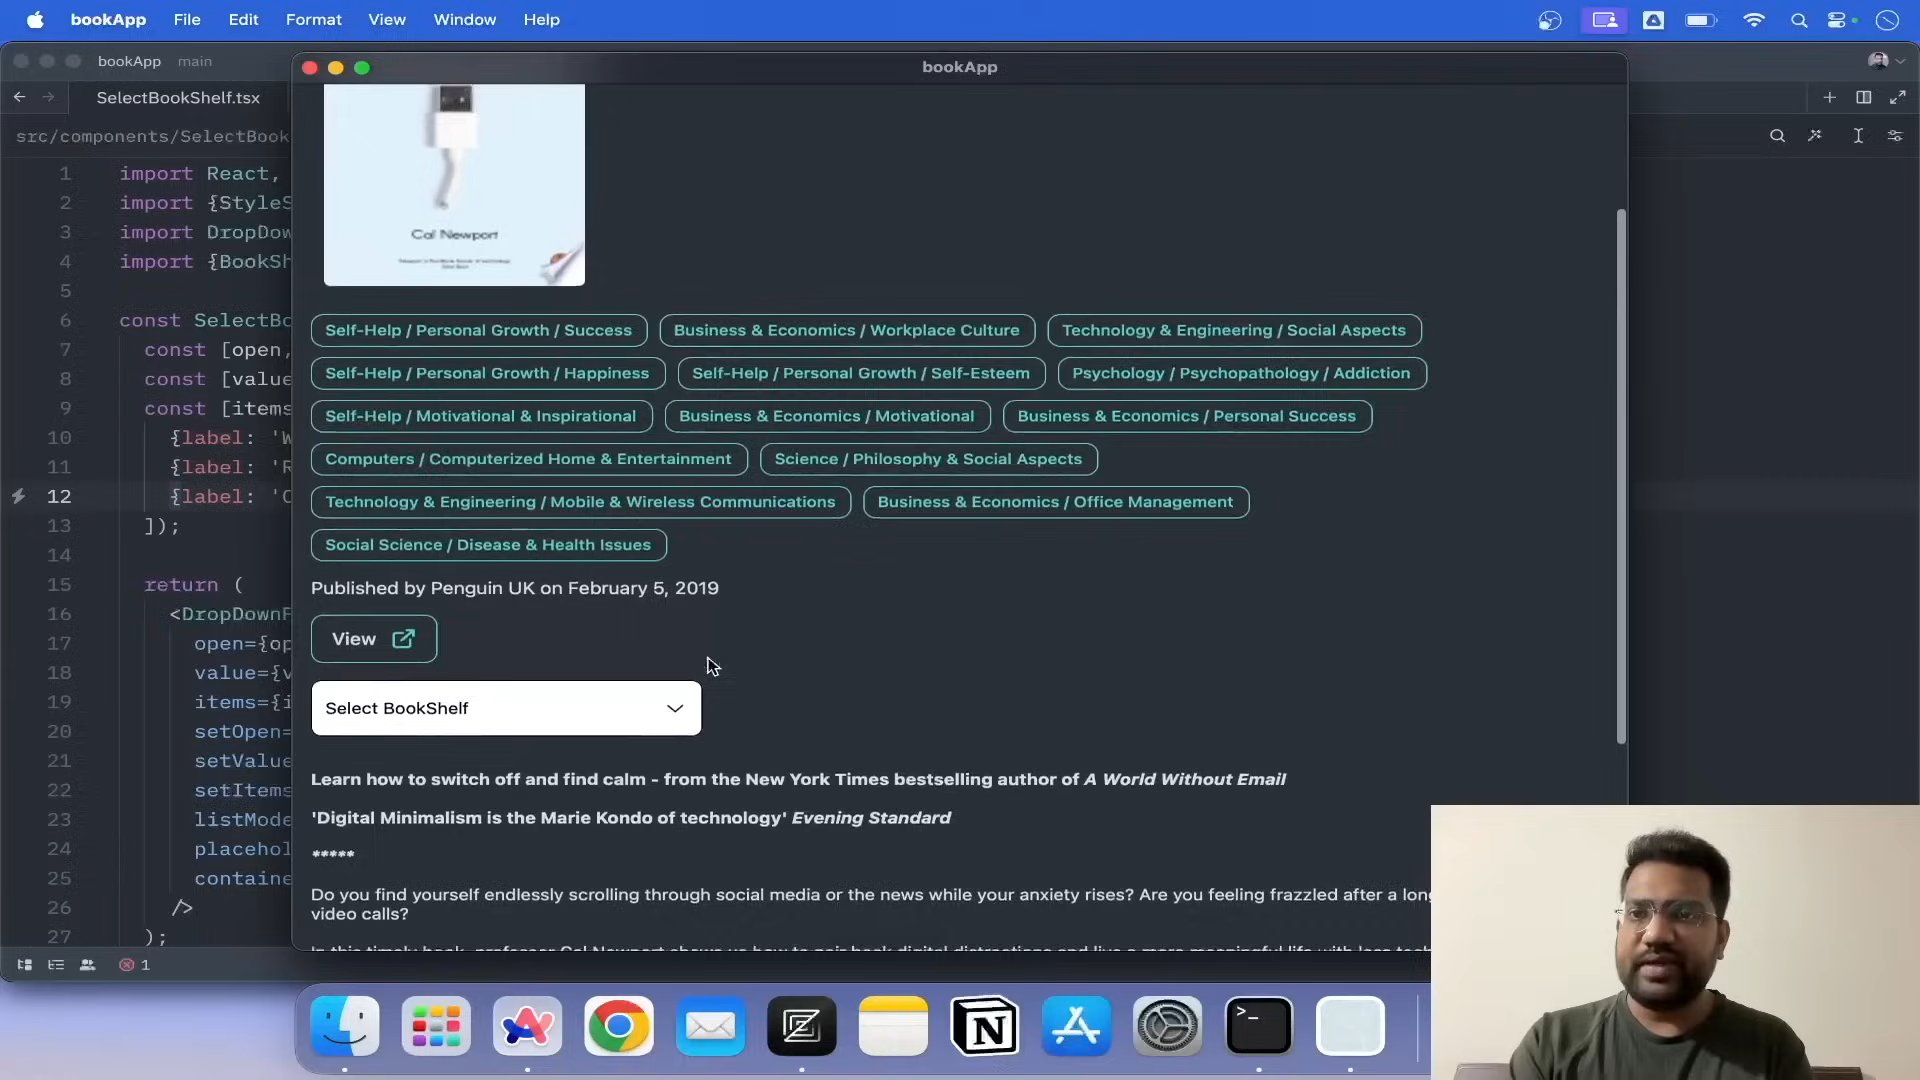 bookApp File Edit Format View Window Help
bookApp main
bookApp
SelectBookShelf.tsx
src/components/SelectBook
1 import React,
2 import {StyleS
3 import DropDow
4 import {BookSh
5
6 const SelectBo
7 const [open,
8 const [value
9 const [items
10 {label: 'W
11 {label: 'R
12 {label: 'C
13 ]);
14
15 return (
16 <DropDownP
17 open={op
18 value={v
19 items={i
20 setOpen=
21 setValue
22 setItems
23 listMode
24 placehol
25 containe
26 />
27 );
1
Cal Newport
Self-Help / Personal Growth / Success
Business & Economics / Workplace Culture
Technology & Engineering / Social Aspects
Self-Help / Personal Growth / Happiness
Self-Help / Personal Growth / Self-Esteem
Psychology / Psychopathology / Addiction
Self-Help / Motivational & Inspirational
Business & Economics / Motivational
Business & Economics / Personal Success
Computers / Computerized Home & Entertainment
Science / Philosophy & Social Aspects
Technology & Engineering / Mobile & Wireless Communications
Business & Economics / Office Management
Social Science / Disease & Health Issues
Published by Penguin UK on February 5, 2019
View
Select BookShelf
Learn how to switch off and find calm - from the New York Times bestselling author of A World Without Email
'Digital Minimalism is the Marie Kondo of technology' Evening Standard
*****
Do you find yourself endlessly scrolling through social media or the news while your anxiety rises? Are you feeling frazzled after a long
video calls?